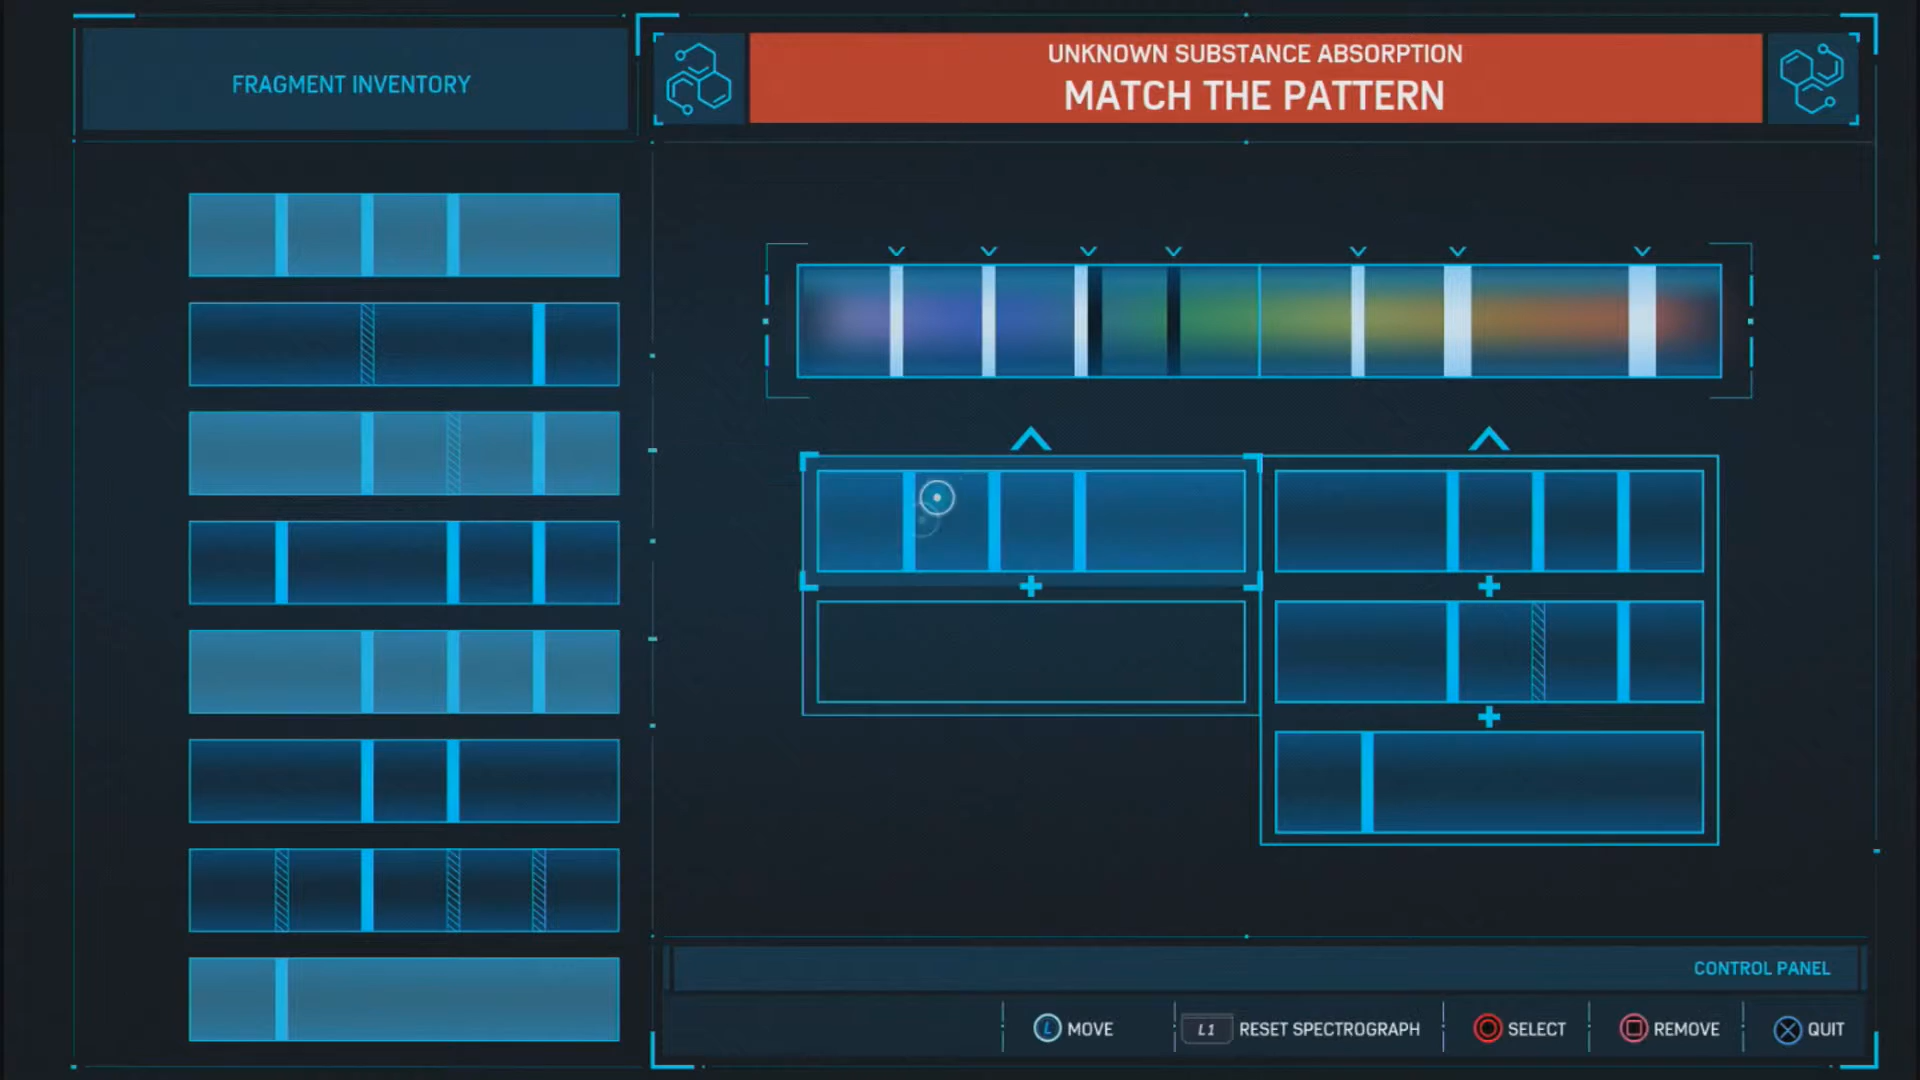 FRAGMENT INVENTORY
UNKNOWN SUBSTANCE ABSORPTION
MATCH THE PATTERN
CONTROL PANEL
L MOVE
L1 RESET SPECTROGRAPH
SELECT
REMOVE
QUIT